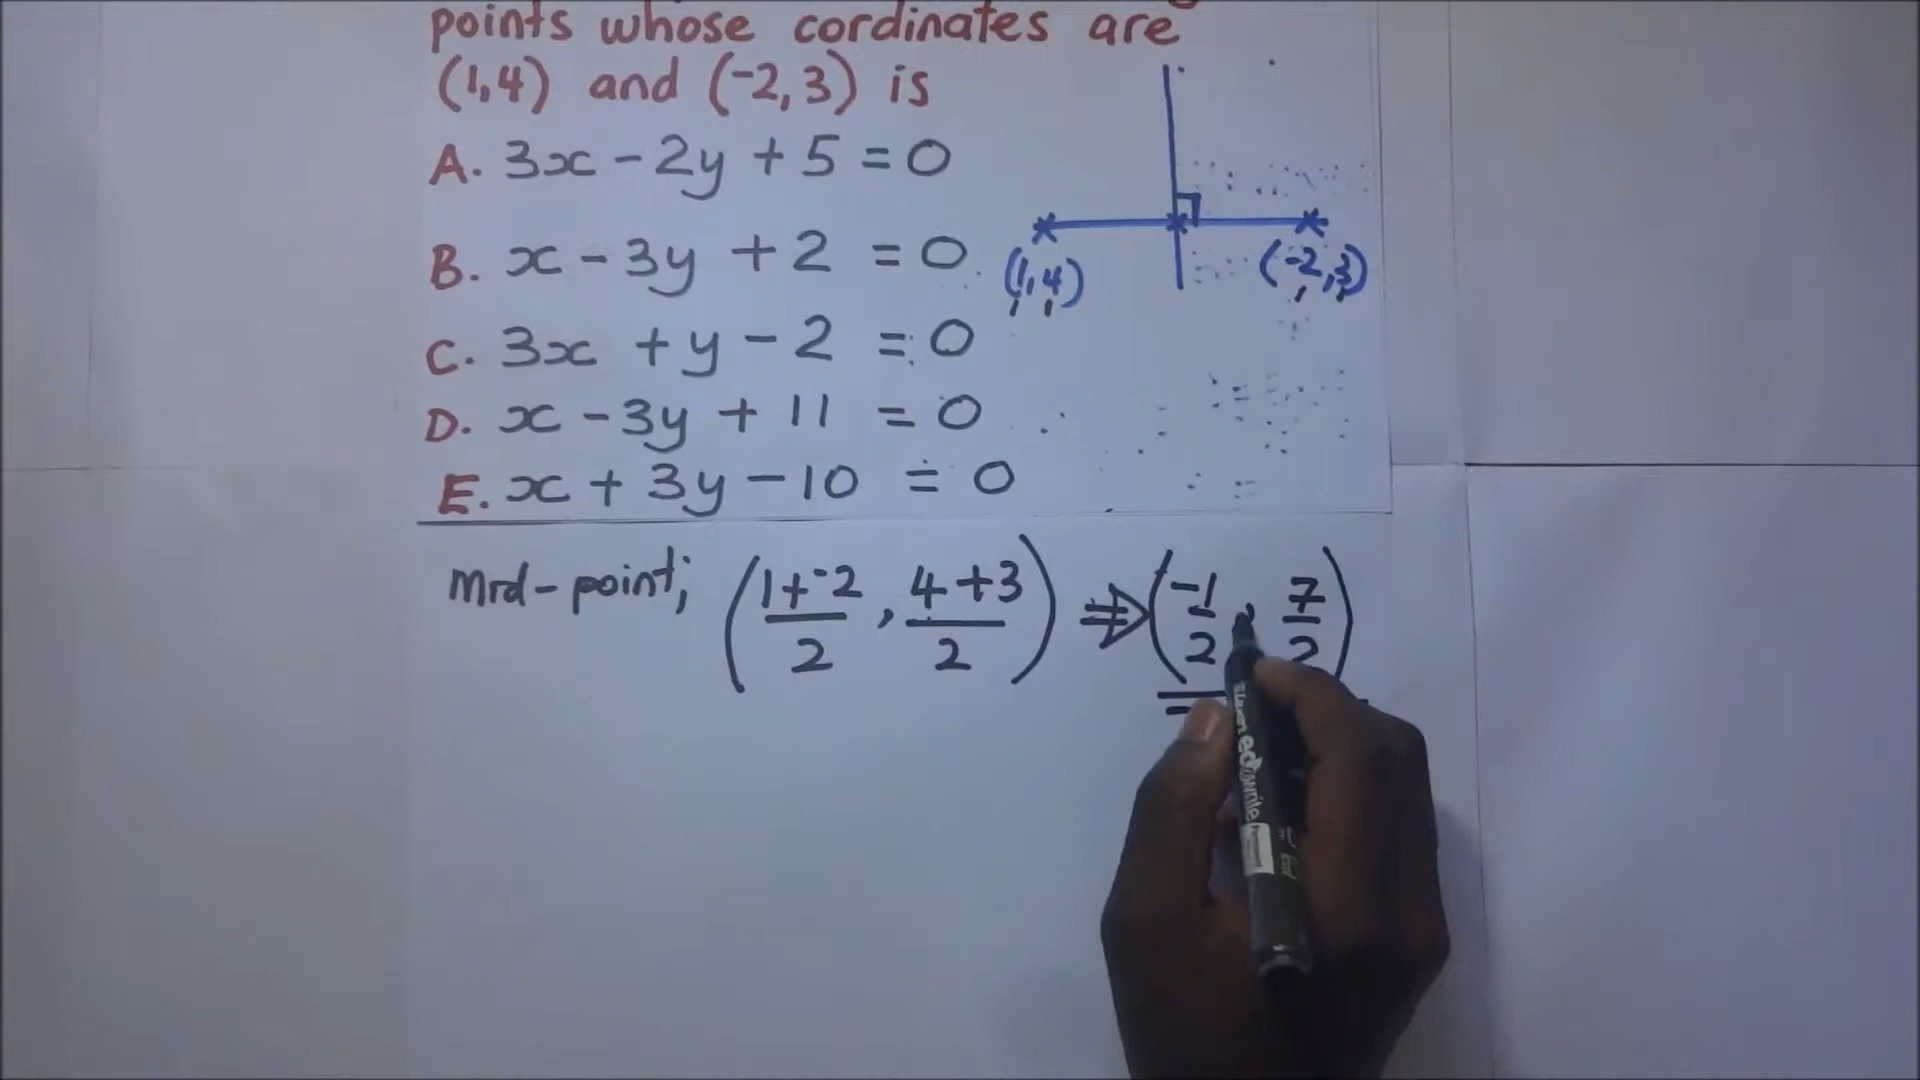 points whose cordinates are
(1,4) and (-2,3) is
A. 3x - 2y + 5 = 0
B. x - 3y + 2 = 0
C. 3x + y - 2 = 0
D. x - 3y + 11 = 0
E. x + 3y - 10 = 0
(1,4)
(-2,3)
Mid-point; (1+-2/2, 4+3/2) ⇒ (-1/2, 7/2)